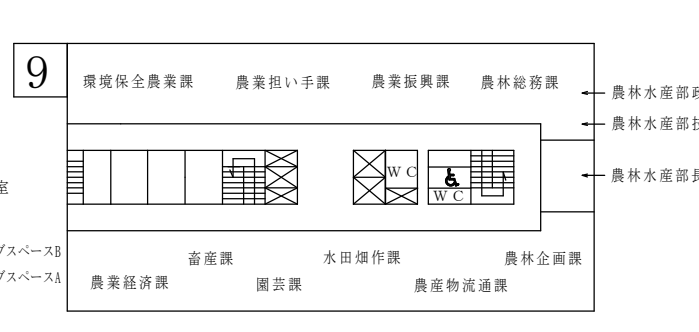 9
環境保全農業課
農業担い手課
農業振興課
農林総務課
農林水産部政
農林水産部技
農林水産部長
室
WC
WC
プスペースB
プスペースA
畜産課
水田畑作課
農林企画課
農業経済課
園芸課
農産物流通課